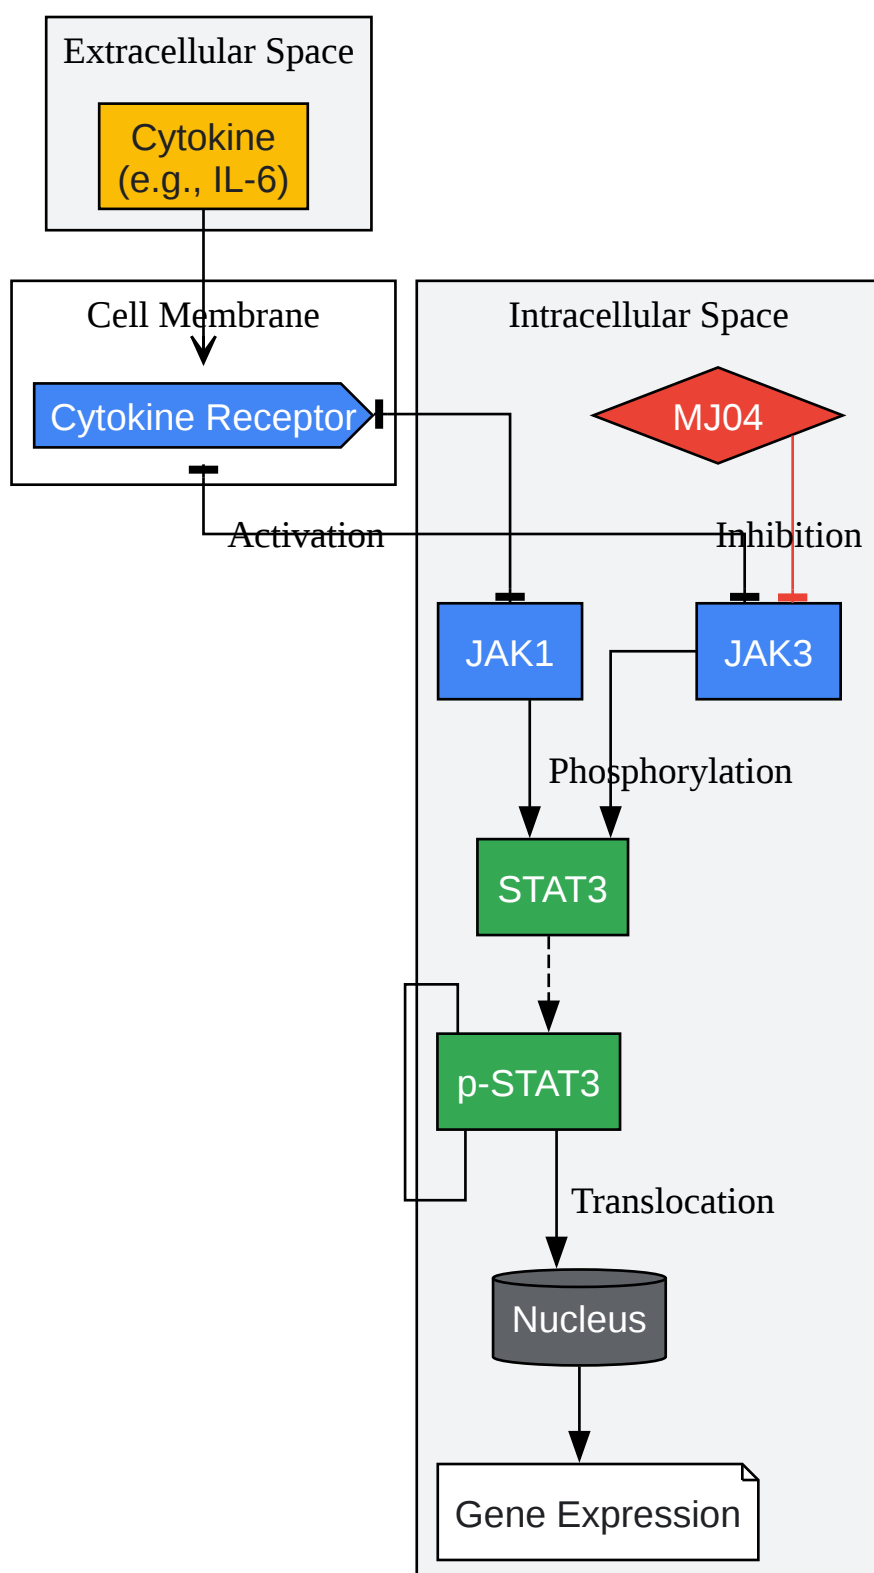 Extracellular Space
Cytokine
(e.g., IL-6)
Cell Membrane
Intracellular Space
Cytokine Receptor
MJ04
Activation
Inhibition
JAK1
JAK3
Phosphorylation
STAT3
p-STAT3
Translocation
Nucleus
Gene Expression